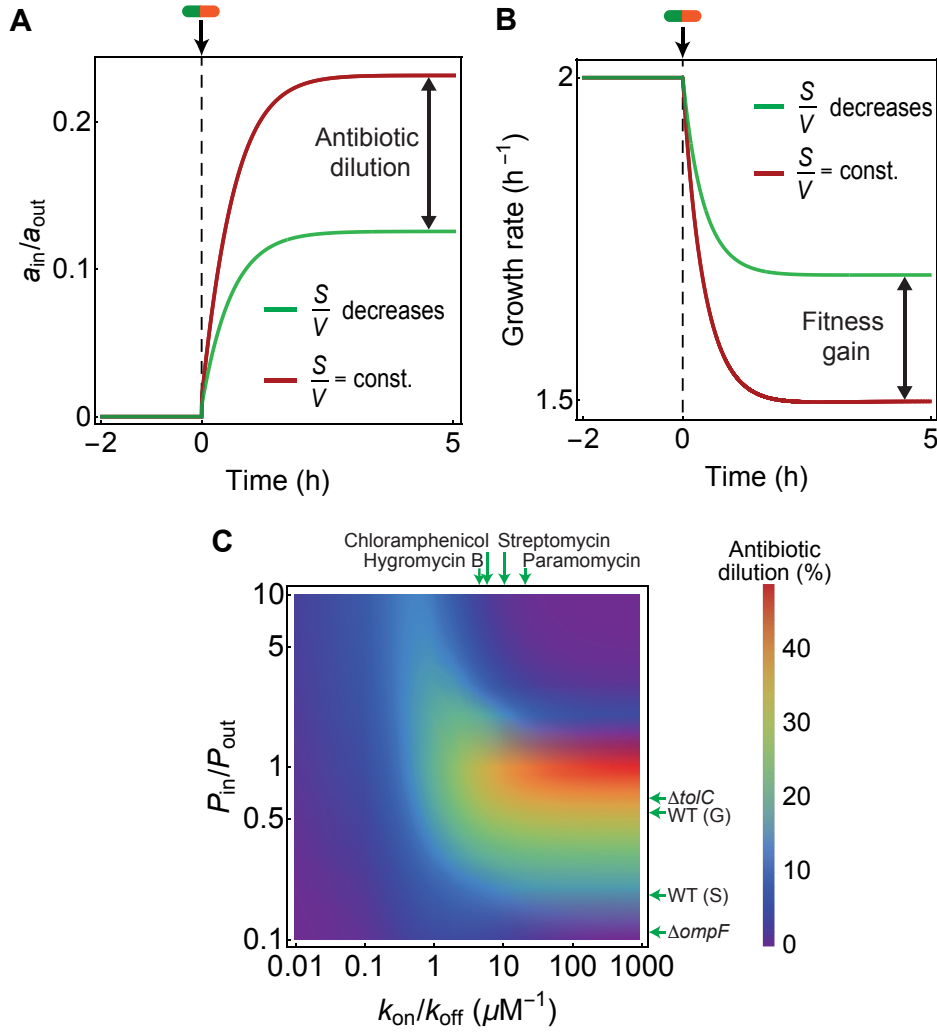 A
0.2
0.1
0
a_in/a_out
Antibiotic
dilution
S/V decreases
S/V = const.
−2
0
5
Time (h)
B
2
1.5
Growth rate (h⁻¹)
S/V decreases
S/V = const.
Fitness
gain
−2
0
5
Time (h)
C
Chloramphenicol Streptomycin
Hygromycin B Paramomycin
10
5
1
0.5
0.1
P_in/P_out
ΔtolC
WT (G)
WT (S)
ΔompF
0.01 0.1 1 10 100 1000
k_on/k_off (μM⁻¹)
Antibiotic
dilution (%)
40
30
20
10
0